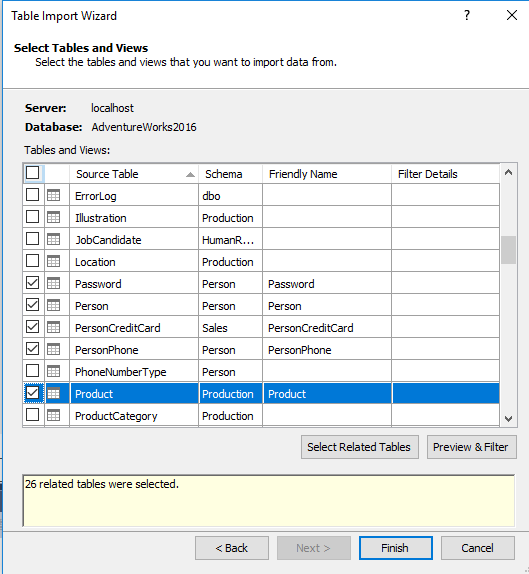 Table Import Wizard
Select Tables and Views
Select the tables and views that you want to import data from.
Server: localhost
Database: AdventureWorks2016
Tables and Views:
Source Table Schema Friendly Name Filter Details
ErrorLog dbo
Illustration Production
JobCandidate HumanR...
Location Production
Password Person Password
Person Person Person
PersonCreditCard Sales PersonCreditCard
PersonPhone Person PersonPhone
PhoneNumberType Person
Product Production Product
ProductCategory Production
Select Related Tables Preview & Filter
26 related tables were selected.
< Back Next > Finish Cancel